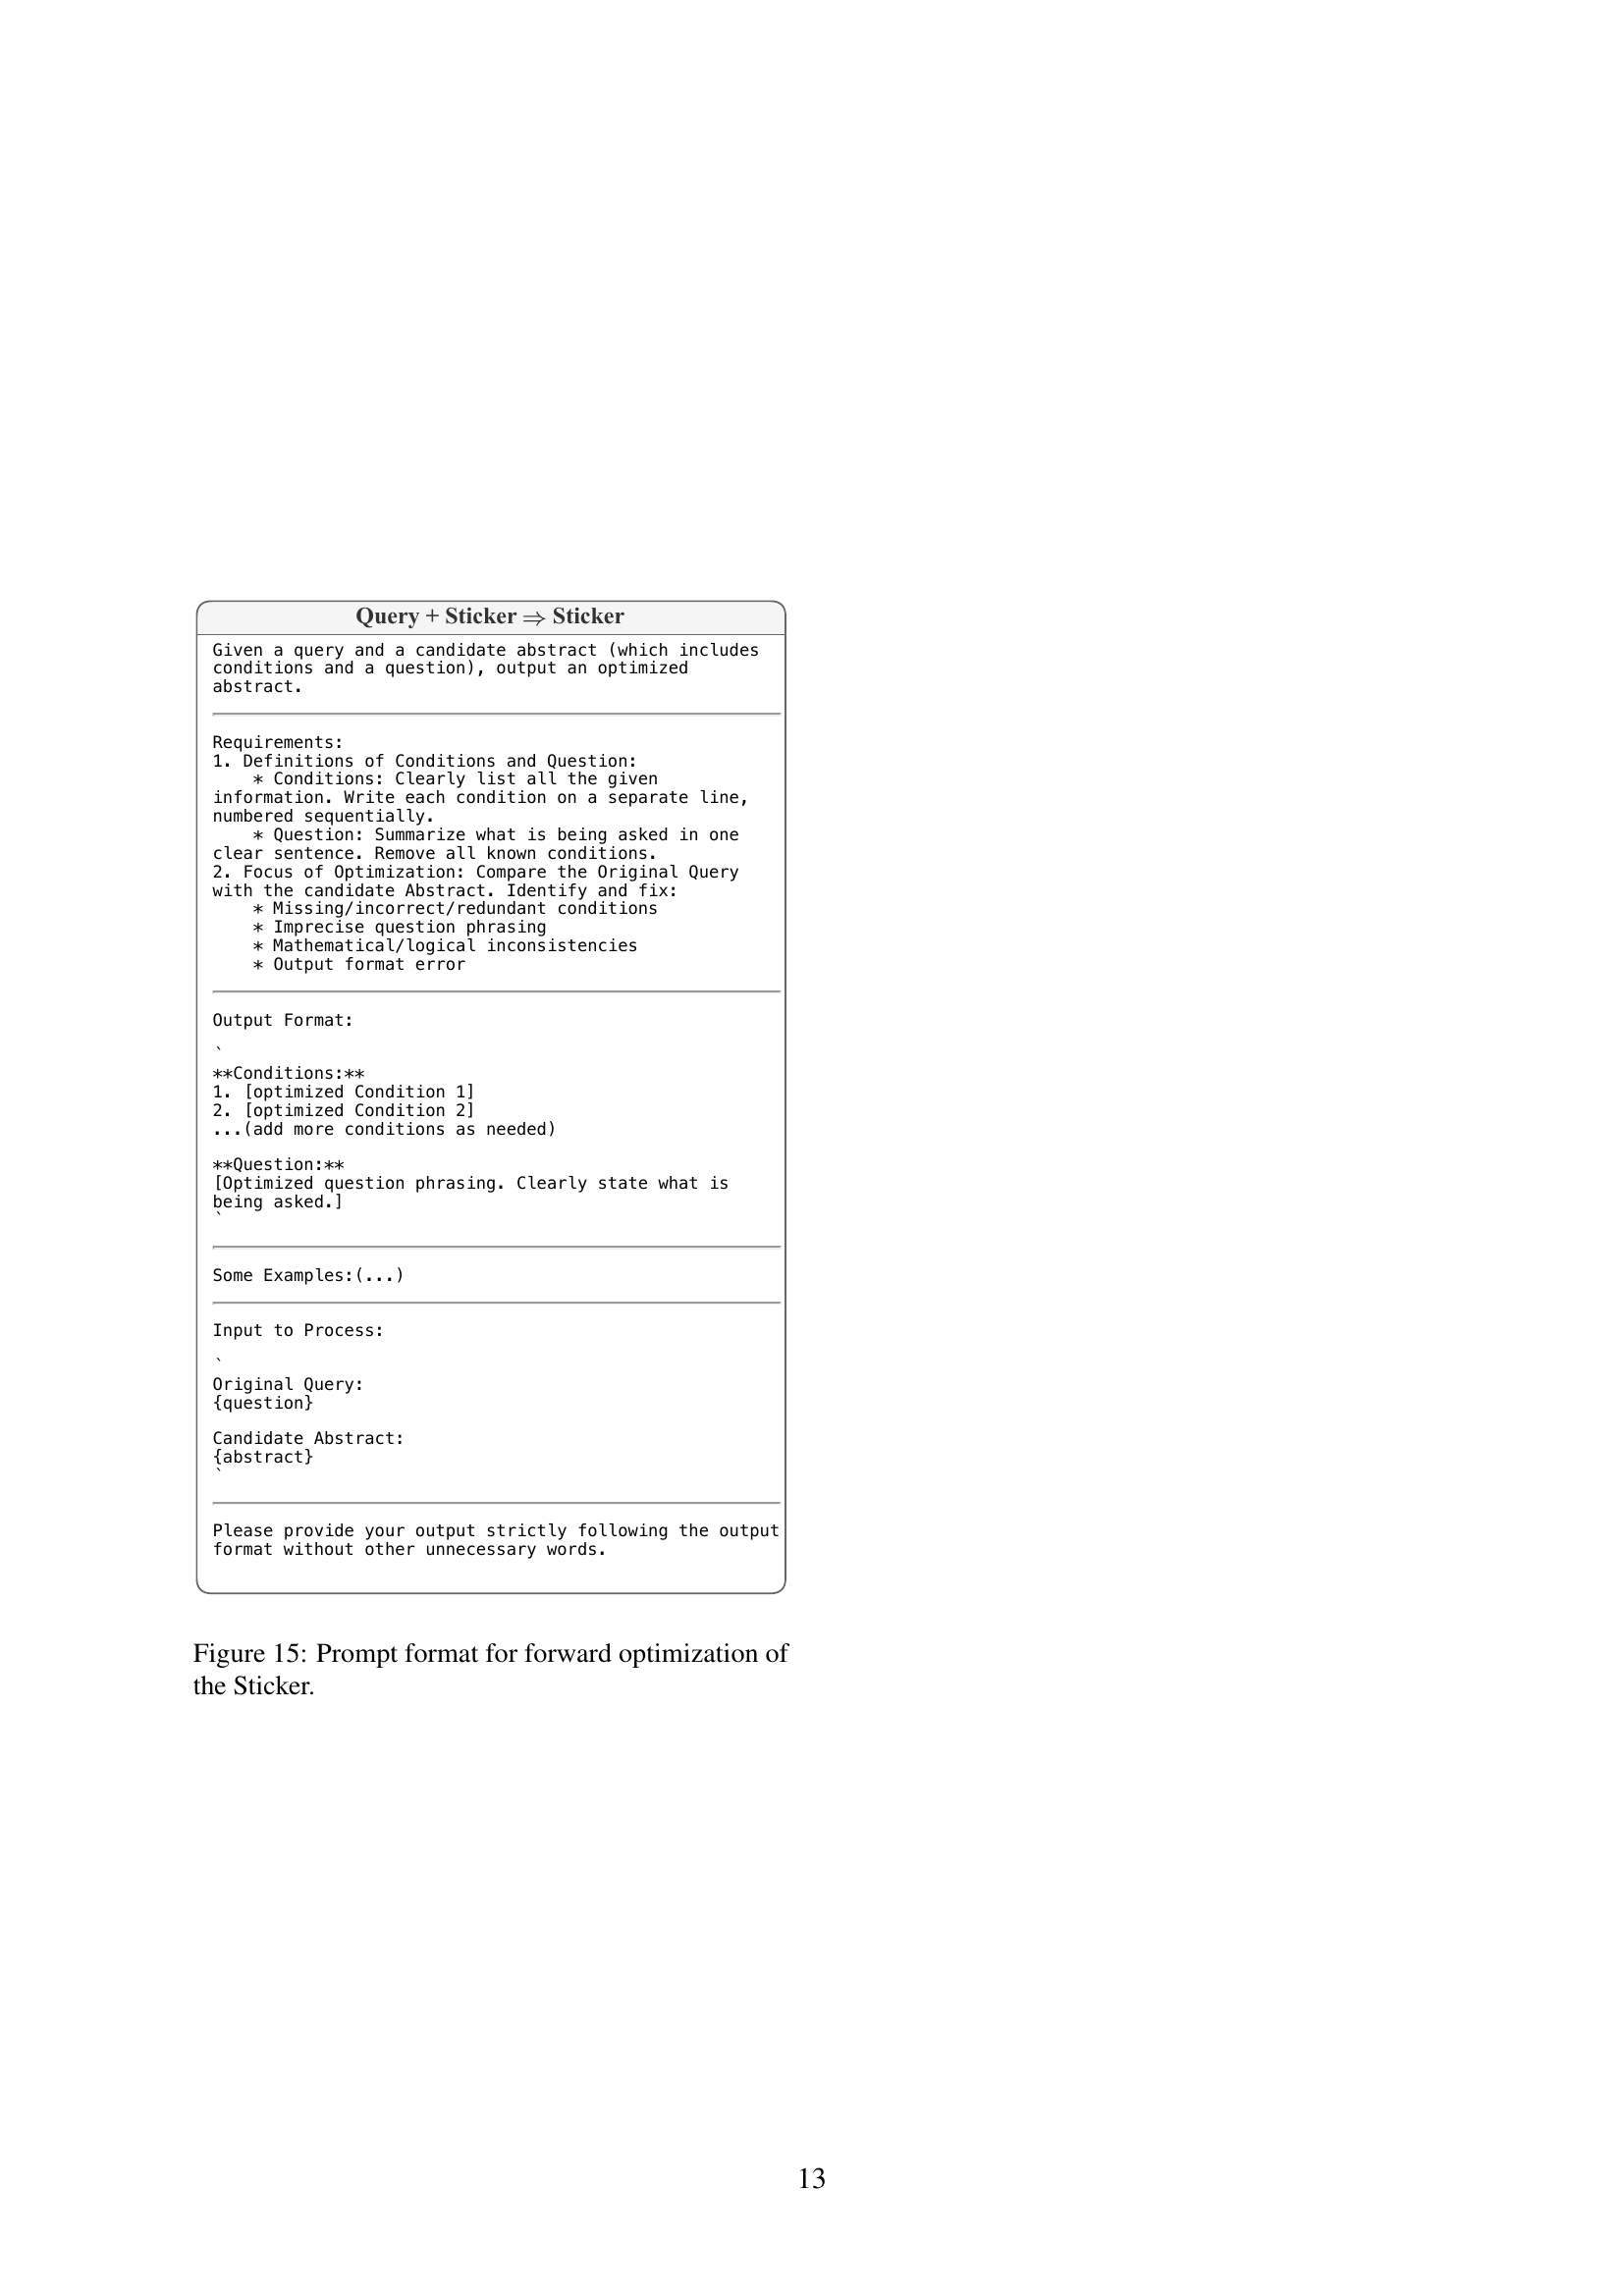 Query + Sticker ⇒ Sticker
Given a query and a candidate abstract (which includes
conditions and a question), output an optimized
abstract.
Requirements:
1. Definitions of Conditions and Question:
    * Conditions: Clearly list all the given
information. Write each condition on a separate line,
numbered sequentially.
    * Question: Summarize what is being asked in one
clear sentence. Remove all known conditions.
2. Focus of Optimization: Compare the Original Query
with the candidate Abstract. Identify and fix:
    * Missing/incorrect/redundant conditions
    * Imprecise question phrasing
    * Mathematical/logical inconsistencies
    * Output format error
Output Format:
`
**Conditions:**
1. [optimized Condition 1]
2. [optimized Condition 2]
...(add more conditions as needed)
**Question:**
[Optimized question phrasing. Clearly state what is
being asked.]
`
Some Examples:(...)
Input to Process:
`
Original Query:
{question}
Candidate Abstract:
{abstract}
`
Please provide your output strictly following the output
format without other unnecessary words.
Figure 15: Prompt format for forward optimization of
the Sticker.
13